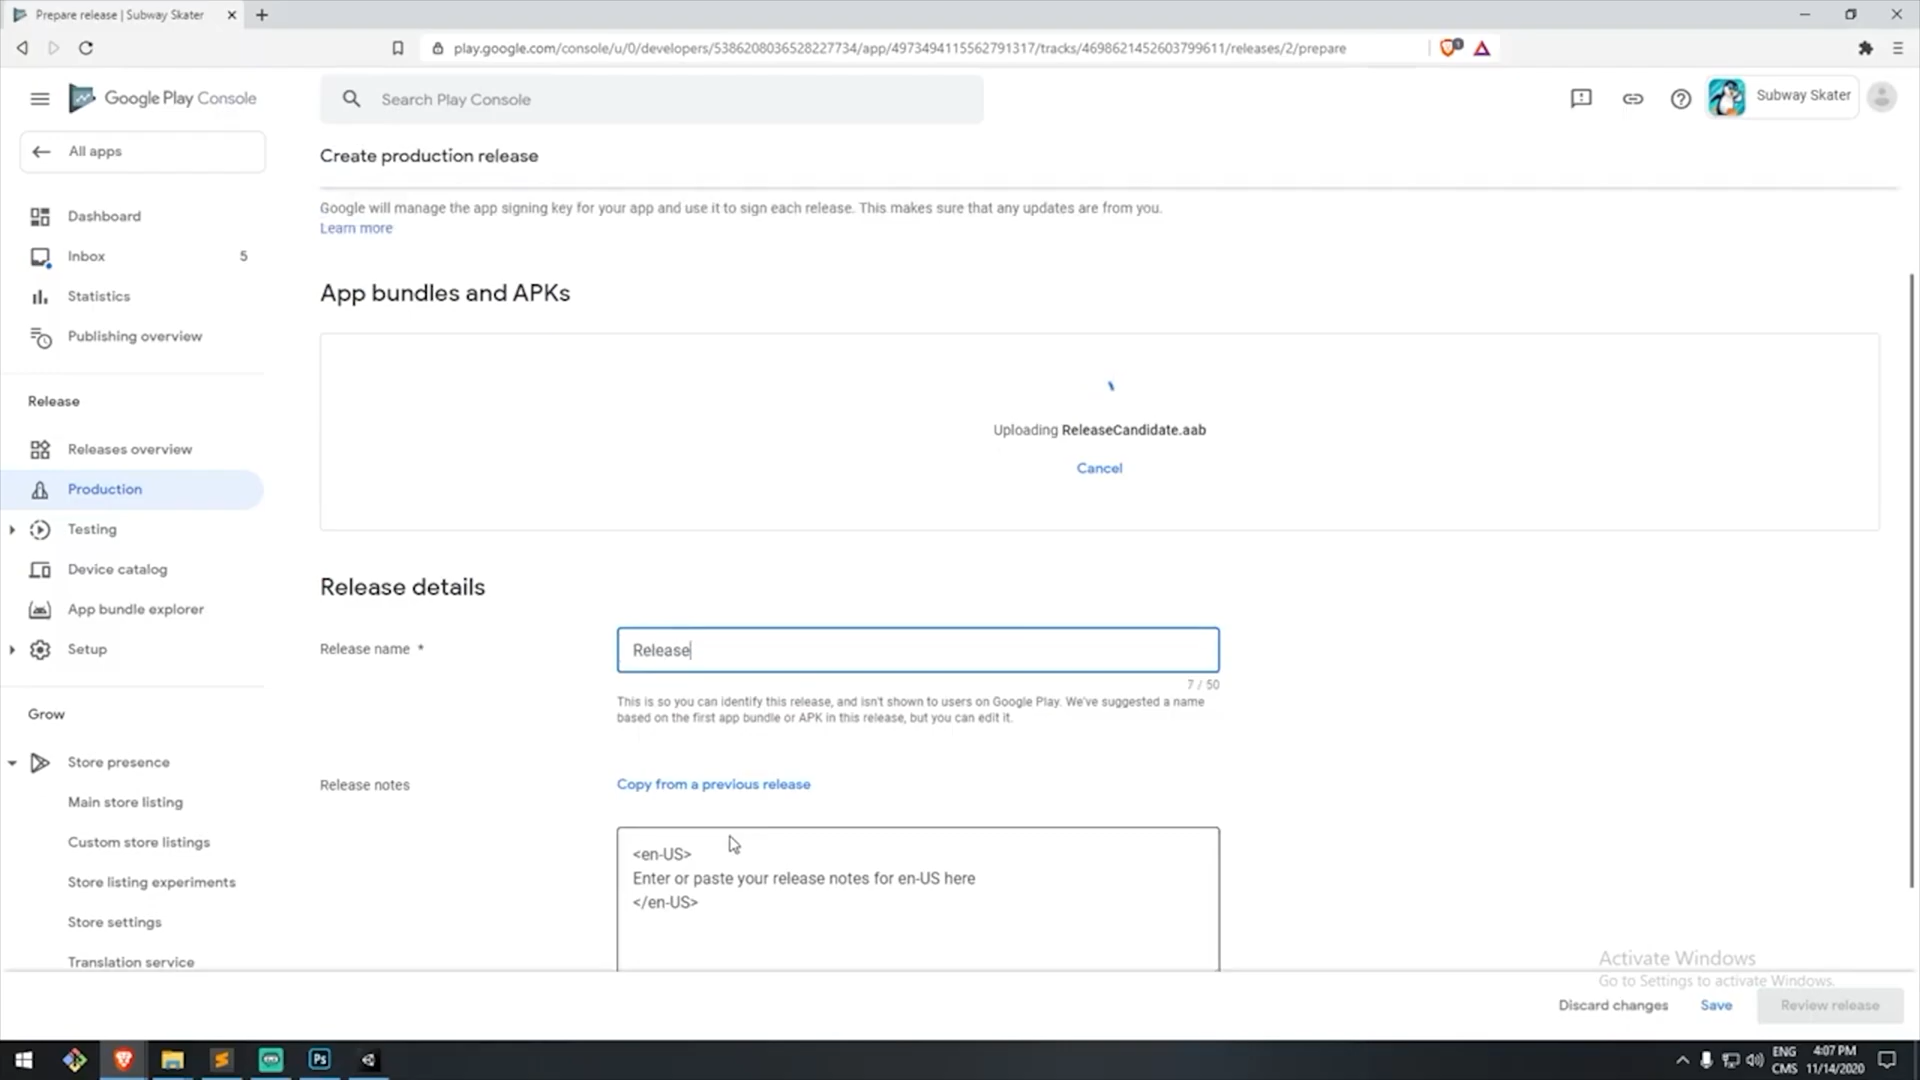 Prepare release | Subway Skater
play.google.com/console/u/0/developers/5386208036528227734/app/4973494115562791317/tracks/4698621452603799611/releases/2/prepare
1
Google Play Console
Search Play Console
Subway Skater
All apps
Create production release
Google will manage the app signing key for your app and use it to sign each release. This makes sure that any updates are from you.
Learn more
Dashboard
Inbox 5
Statistics
Publishing overview
Release
Releases overview
Production
Testing
Device catalog
App bundle explorer
Setup
Grow
Store presence
Main store listing
Custom store listings
Store listing experiments
Store settings
Translation service
App bundles and APKs
Uploading ReleaseCandidate.aab
Cancel
Release details
Release name *
Release
7 / 50
This is so you can identify this release, and isn't shown to users on Google Play. We've suggested a name
based on the first app bundle or APK in this release, but you can edit it.
Release notes
Copy from a previous release
<en-US>
Enter or paste your release notes for en-US here
</en-US>
Activate Windows
Go to Settings to activate Windows.
Discard changes
Save
Review release
Ps
ENG
CMS
4:07 PM
11/14/2020